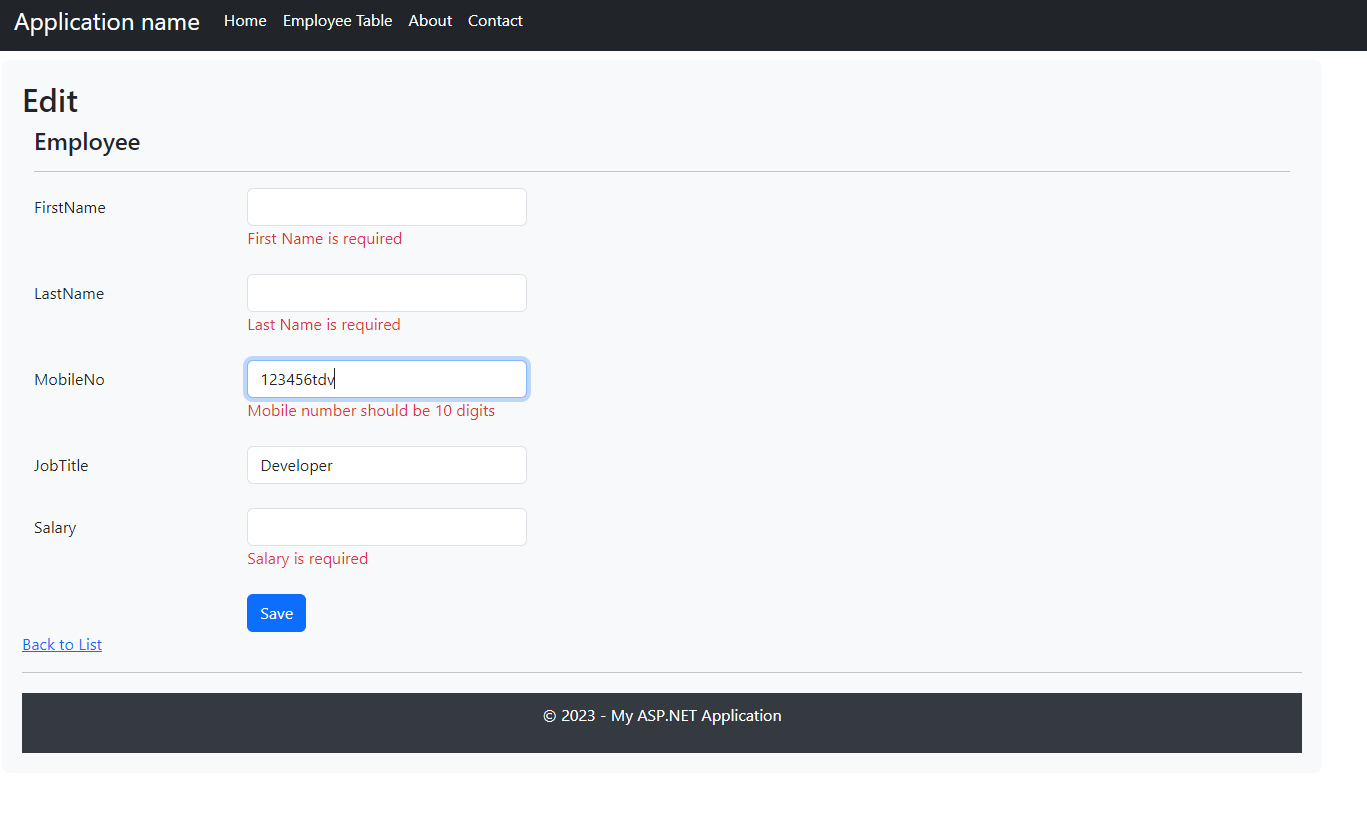 Application name Home Employee Table About Contact
Edit
Employee
FirstName
First Name is required
LastName
Last Name is required
MobileNo 123456tdv
Mobile number should be 10 digits
JobTitle Developer
Salary
Salary is required
Save
Back to List
© 2023 - My ASP.NET Application